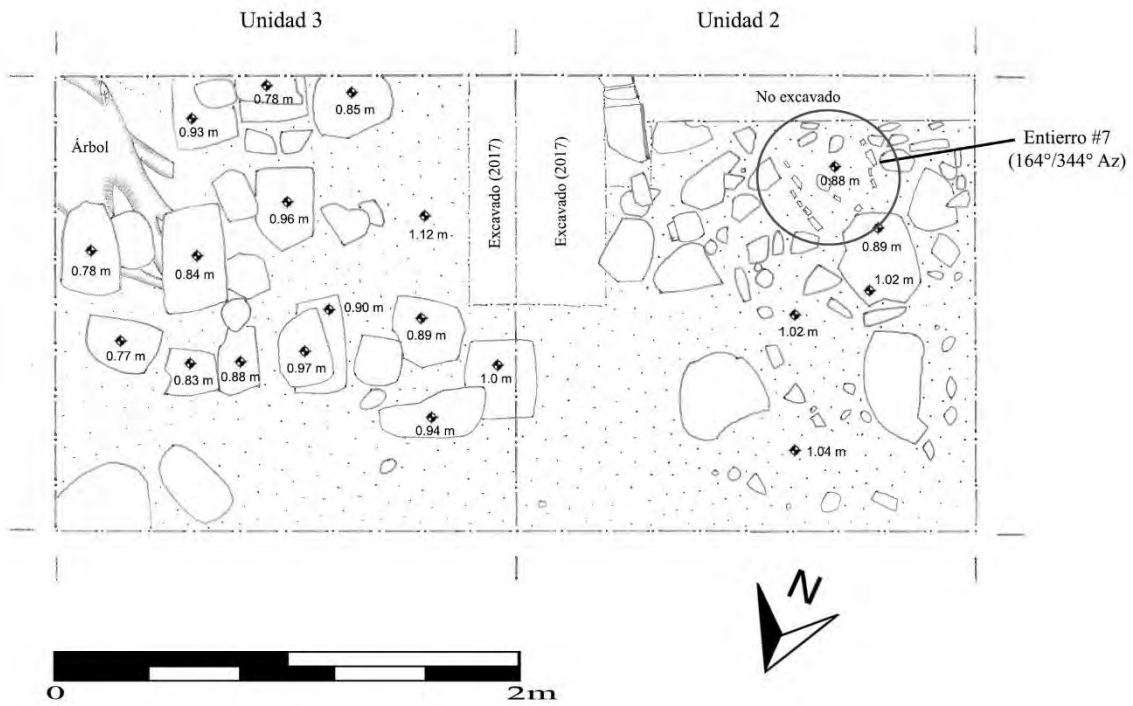 Unidad 3
Unidad 2
No excavado
Entierro #7
(164°/344° Az)
Árbol
Excavado (2017)
Excavado (2017)
0.93 m
0.78 m
0.85 m
0.96 m
1.12 m
0.78 m
0.84 m
0.90 m
0.89 m
0.77 m
0.83 m
0.88 m
0.97 m
1.0 m
0.94 m
0.88 m
0.89 m
1.02 m
1.02 m
1.04 m
N
0
2m